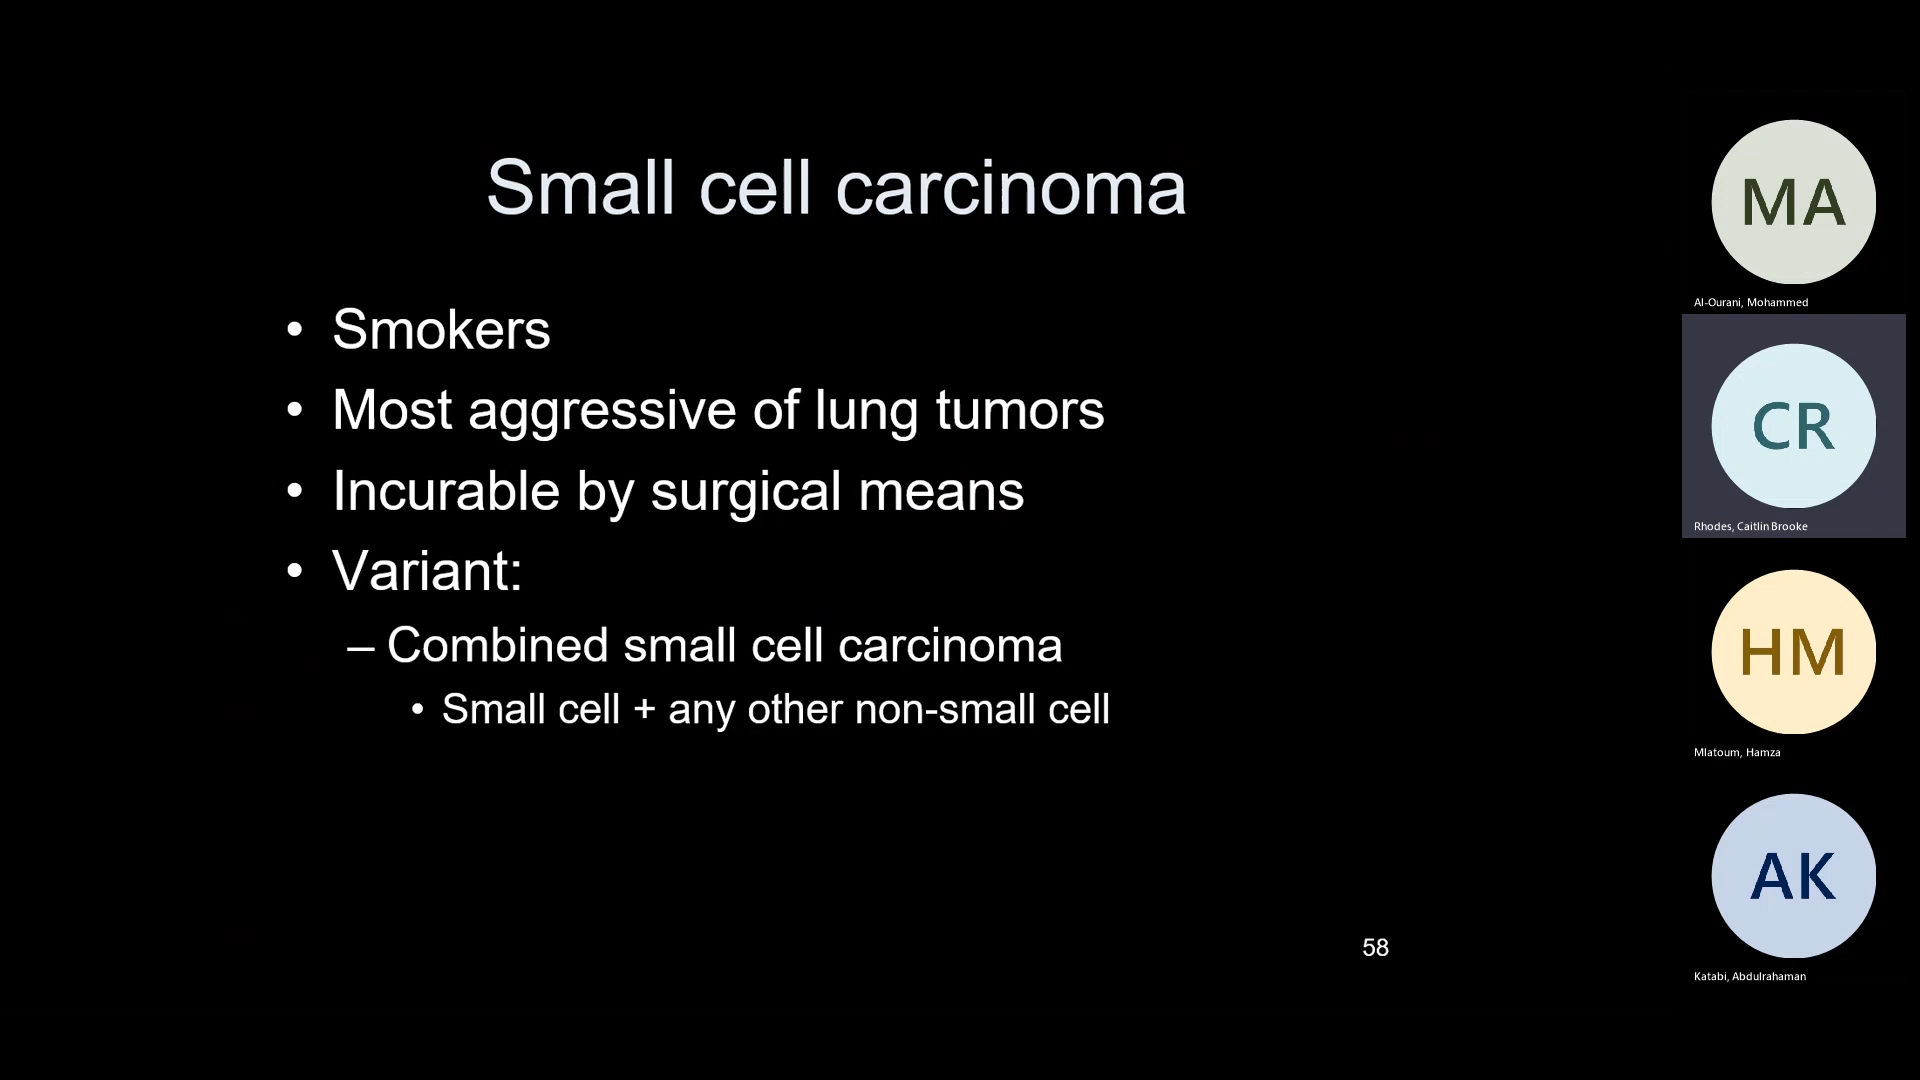 Small cell carcinoma
• Smokers
• Most aggressive of lung tumors
• Incurable by surgical means
• Variant:
– Combined small cell carcinoma
• Small cell + any other non-small cell
58
MA
Al-Ourani, Mohammed
CR
Rhodes, Caitlin Brooke
HM
Mlatoum, Hamza
AK
Katabi, Abdulrahaman